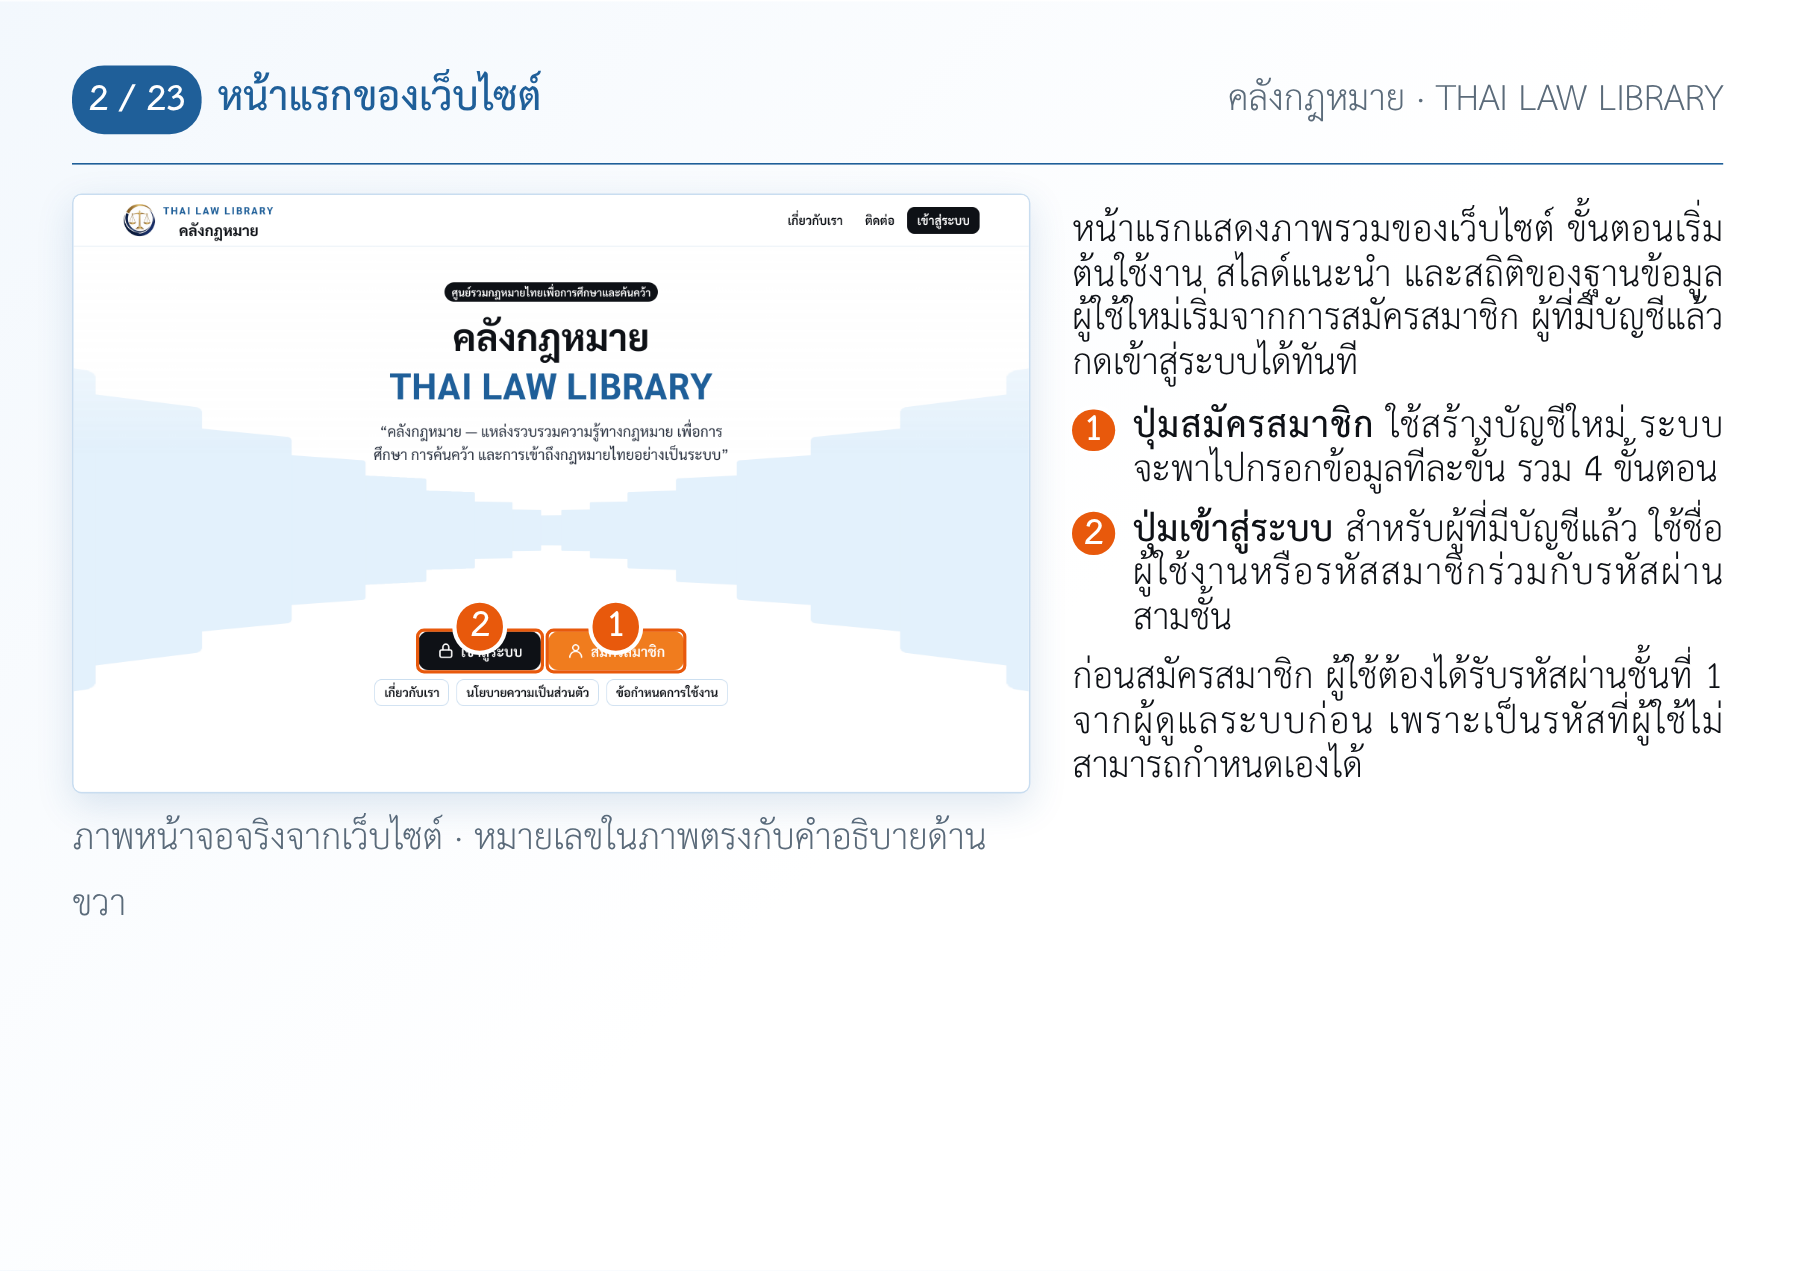 2 / 23 หน้าแรกของเว็บไซต์
คลังกฎหมาย · THAI LAW LIBRARY
THAI LAW LIBRARY
คลังกฎหมาย
เกี่ยวกับเรา ติดต่อ เข้าสู่ระบบ
ศูนย์รวมกฎหมายไทยเพื่อการศึกษาและค้นคว้า
คลังกฎหมาย
THAI LAW LIBRARY
“คลังกฎหมาย — แหล่งรวบรวมความรู้ทางกฎหมาย เพื่อการ
ศึกษา การค้นคว้า และการเข้าถึงกฎหมายไทยอย่างเป็นระบบ”
2 1
เกี่ยวกับเรา นโยบายความเป็นส่วนตัว ข้อกำหนดการใช้งาน
ภาพหน้าจอจริงจากเว็บไซต์ · หมายเลขในภาพตรงกับคำอธิบายด้าน
ขวา
หน้าแรกแสดงภาพรวมของเว็บไซต์ ขั้นตอนเริ่ม
ต้นใช้งาน สไลด์แนะนำ และสถิติของฐานข้อมูล
ผู้ใช้ใหม่เริ่มจากการสมัครสมาชิก ผู้ที่มีบัญชีแล้ว
กดเข้าสู่ระบบได้ทันที
1 ปุ่มสมัครสมาชิก ใช้สร้างบัญชีใหม่ ระบบ
จะพาไปกรอกข้อมูลทีละขั้น รวม 4 ขั้นตอน
2 ปุ่มเข้าสู่ระบบ สำหรับผู้ที่มีบัญชีแล้ว ใช้ชื่อ
ผู้ใช้งานหรือรหัสสมาชิกร่วมกับรหัสผ่าน
สามชั้น
ก่อนสมัครสมาชิก ผู้ใช้ต้องได้รับรหัสผ่านชั้นที่ 1
จากผู้ดูแลระบบก่อน เพราะเป็นรหัสที่ผู้ใช้ไม่
สามารถกำหนดเองได้